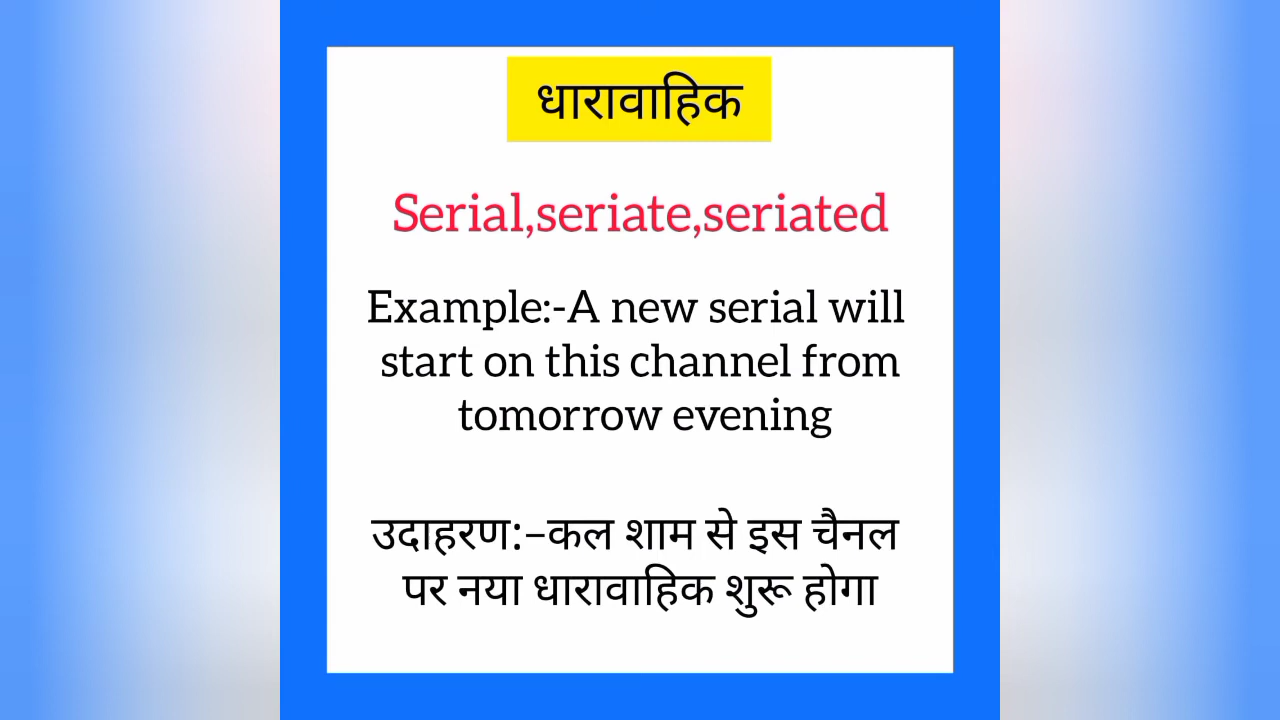 धारावाहिक
Serial,seriate,seriated
Example:-A new serial will
start on this channel from
tomorrow evening
उदाहरण:–कल शाम से इस चैनल
पर नया धारावाहिक शुरू होगा